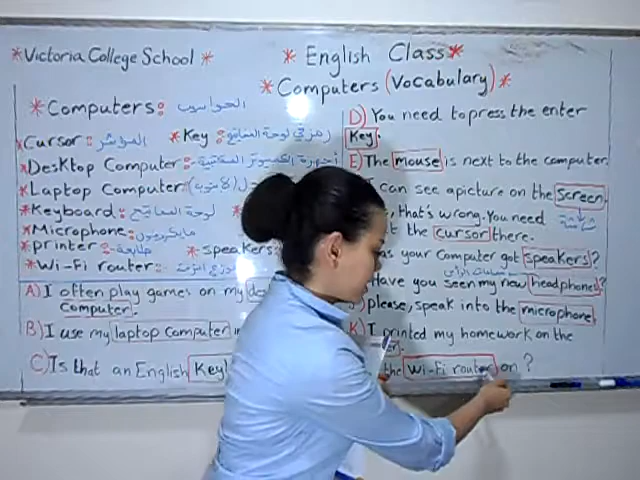 *Victoria College School *
* English Class*
*Computers (Vocabulary)*
*Computers: الحواسيب
*Cursor: المؤشر *Key:
*Desktop Computer:
*Laptop Computer:
*Keyboard: لوحة المفاتيح
*Microphone: مايكروفون
*printer: طابعة *speakers:
*Wi-Fi router:
A) I often play games on my
Computer.
B) I use my laptop computer
C) Is that an English Key
D) You need to press the enter
Key.
E) The mouse is next to the computer.
I can see a picture on the screen.
, that's wrong. You need شاشة
the cursor there.
your Computer got speakers?
Have you seen my new headphones?
please, speak into the microphone.
K) I printed my homework on the
the Wi-Fi router on?